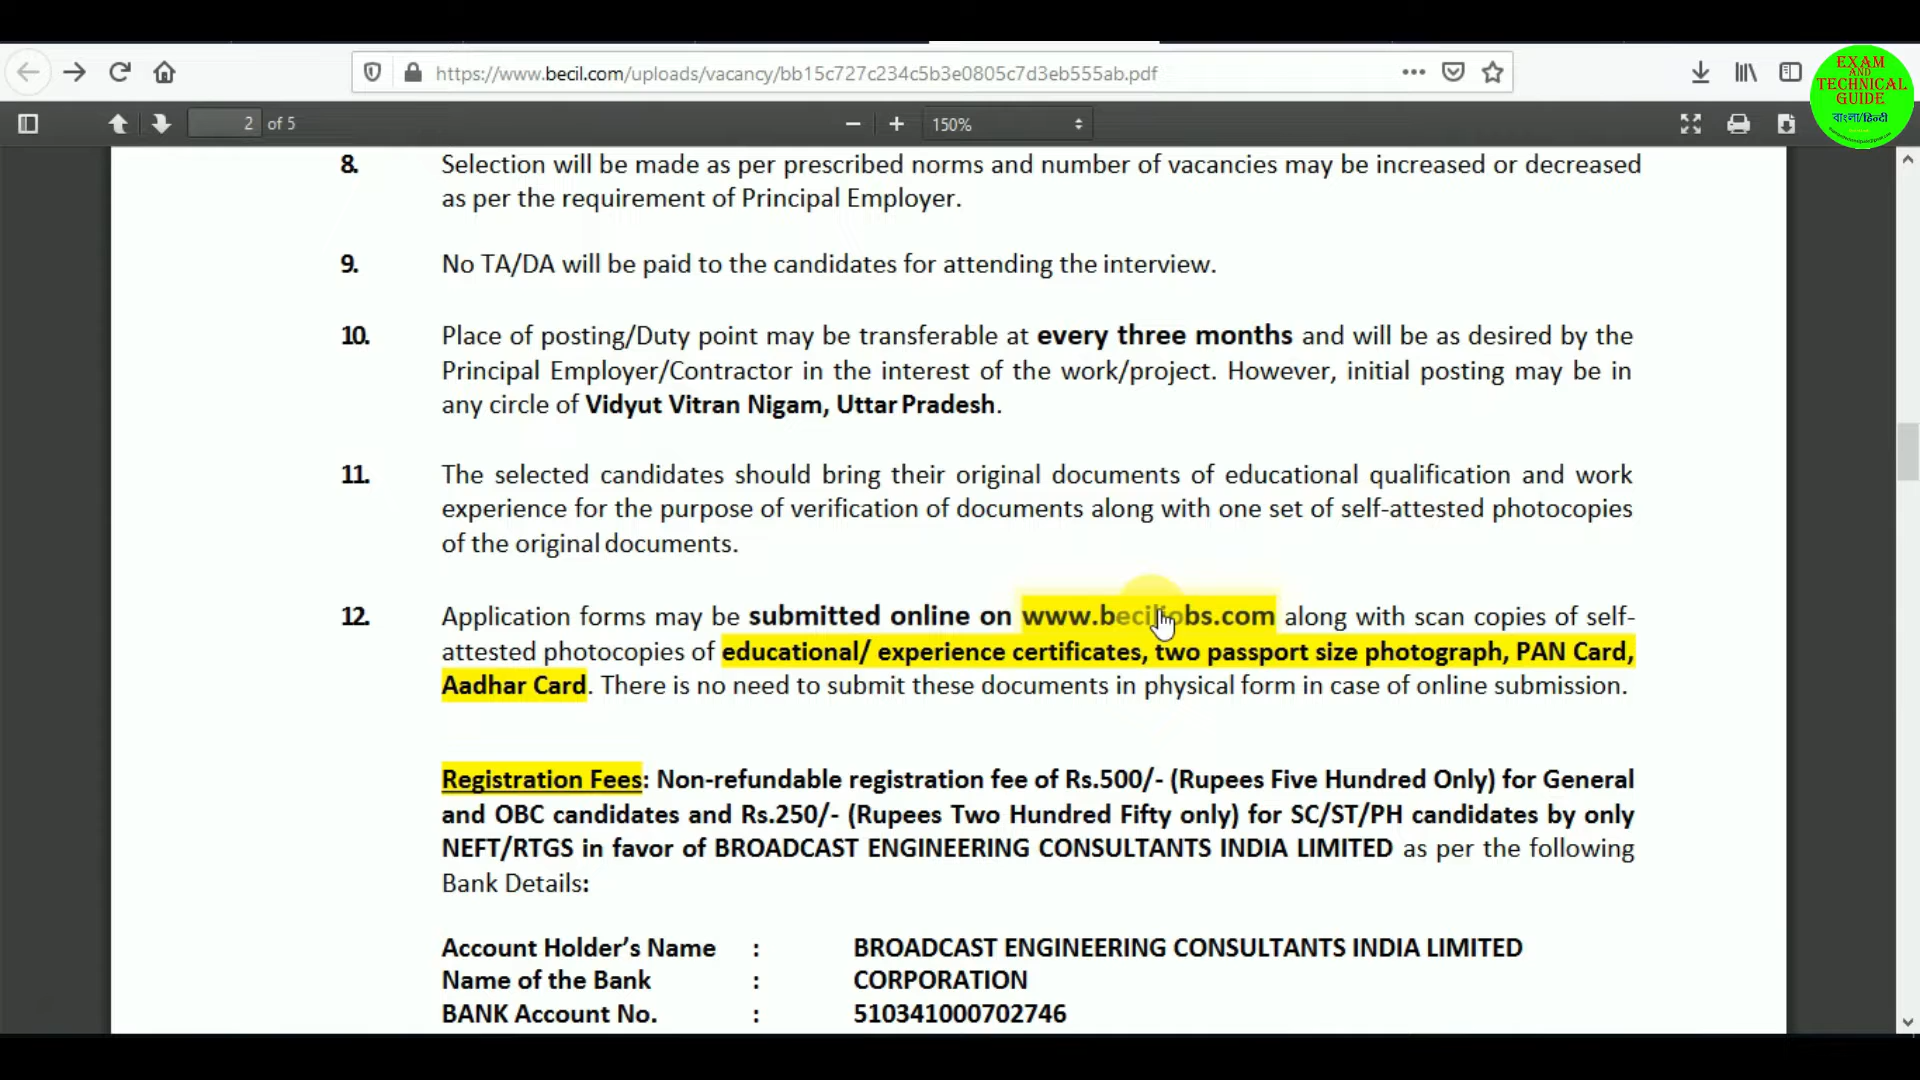 https://www.becil.com/uploads/vacancy/bb15c727c234c5b3e0805c7d3eb555ab.pdf
EXAM
AND
TECHNICAL
GUIDE
বাংলা/हिन्दी
2 of 5
150%
8. Selection will be made as per prescribed norms and number of vacancies may be increased or decreased
as per the requirement of Principal Employer.
9. No TA/DA will be paid to the candidates for attending the interview.
10. Place of posting/Duty point may be transferable at every three months and will be as desired by the
Principal Employer/Contractor in the interest of the work/project. However, initial posting may be in
any circle of Vidyut Vitran Nigam, Uttar Pradesh.
11. The selected candidates should bring their original documents of educational qualification and work
experience for the purpose of verification of documents along with one set of self-attested photocopies
of the original documents.
12. Application forms may be submitted online on www.beciljobs.com along with scan copies of self-
attested photocopies of educational/ experience certificates, two passport size photograph, PAN Card,
Aadhar Card. There is no need to submit these documents in physical form in case of online submission.
Registration Fees: Non-refundable registration fee of Rs.500/- (Rupees Five Hundred Only) for General
and OBC candidates and Rs.250/- (Rupees Two Hundred Fifty only) for SC/ST/PH candidates by only
NEFT/RTGS in favor of BROADCAST ENGINEERING CONSULTANTS INDIA LIMITED as per the following
Bank Details:
Account Holder's Name : BROADCAST ENGINEERING CONSULTANTS INDIA LIMITED
Name of the Bank : CORPORATION
BANK Account No. : 510341000702746